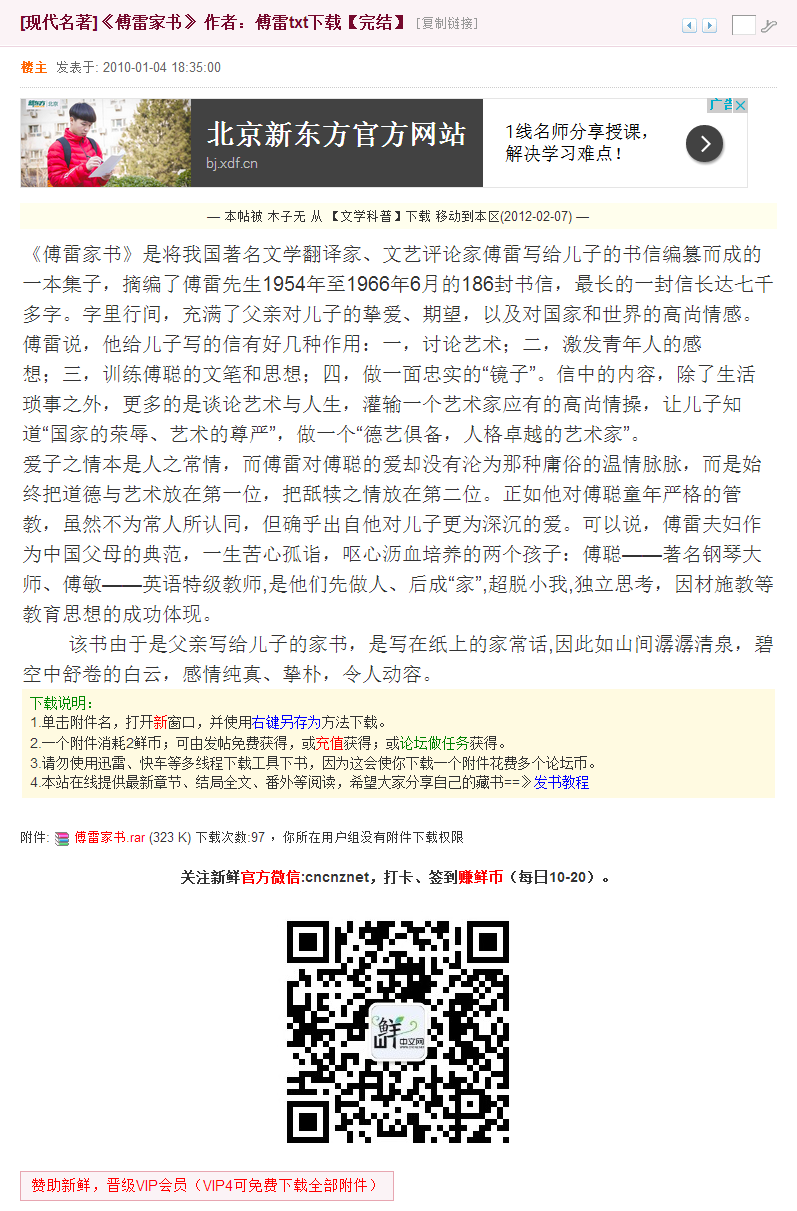 [现代名著]《傅雷家书》 作者：傅雷txt下载【完结】 [复制链接]
楼主 发表于: 2010-01-04 18:35:00
北京新东方官方网站
bj.xdf.cn
1线名师分享授课，
解决学习难点！
广告
— 本帖被 木子无 从 【文学科普】下载 移动到本区(2012-02-07) —
《傅雷家书》是将我国著名文学翻译家、文艺评论家傅雷写给儿子的书信编纂而成的
一本集子，摘编了傅雷先生1954年至1966年6月的186封书信，最长的一封信长达七千
多字。字里行间，充满了父亲对儿子的挚爱、期望，以及对国家和世界的高尚情感。
傅雷说，他给儿子写的信有好几种作用：一，讨论艺术；二，激发青年人的感
想；三，训练傅聪的文笔和思想；四，做一面忠实的“镜子”。信中的内容，除了生活
琐事之外，更多的是谈论艺术与人生，灌输一个艺术家应有的高尚情操，让儿子知
道“国家的荣辱、艺术的尊严”，做一个“德艺俱备，人格卓越的艺术家”。
爱子之情本是人之常情，而傅雷对傅聪的爱却没有沦为那种庸俗的温情脉脉，而是始
终把道德与艺术放在第一位，把舐犊之情放在第二位。正如他对傅聪童年严格的管
教，虽然不为常人所认同，但确乎出自他对儿子更为深沉的爱。可以说，傅雷夫妇作
为中国父母的典范，一生苦心孤诣，呕心沥血培养的两个孩子：傅聪——著名钢琴大
师、傅敏——英语特级教师,是他们先做人、后成“家”,超脱小我,独立思考，因材施教等
教育思想的成功体现。
该书由于是父亲写给儿子的家书，是写在纸上的家常话,因此如山间潺潺清泉，碧
空中舒卷的白云，感情纯真、挚朴，令人动容。
下载说明：
1.单击附件名，打开新窗口，并使用右键另存为方法下载。
2.一个附件消耗2鲜币；可由发帖免费获得，或充值获得；或论坛做任务获得。
3.请勿使用迅雷、快车等多线程下载工具下书，因为这会使你下载一个附件花费多个论坛币。
4.本站在线提供最新章节、结局全文、番外等阅读，希望大家分享自己的藏书==》发书教程
附件: 傅雷家书.rar (323 K) 下载次数:97 ，你所在用户组没有附件下载权限
关注新鲜官方微信:cncnznet，打卡、签到赚鲜币（每日10-20）。
鲜
中文网
赞助新鲜，晋级VIP会员（VIP4可免费下载全部附件）